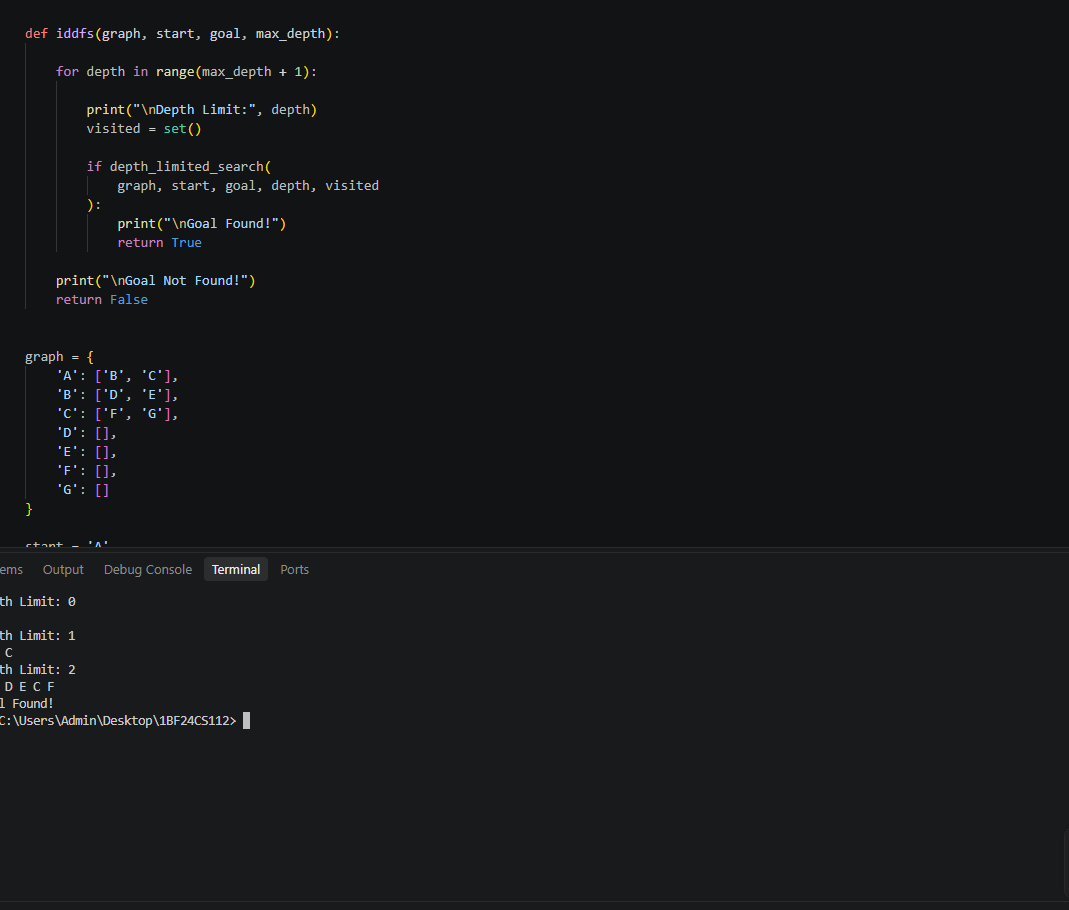 def iddfs(graph, start, goal, max_depth):
for depth in range(max_depth + 1):
print("\nDepth Limit:", depth)
visited = set()
if depth_limited_search(
graph, start, goal, depth, visited
):
print("\nGoal Found!")
return True
print("\nGoal Not Found!")
return False
graph = {
'A': ['B', 'C'],
'B': ['D', 'E'],
'C': ['F', 'G'],
'D': [],
'E': [],
'F': [],
'G': []
}
start = 'A'
ems Output Debug Console Terminal Ports
th Limit: 0
th Limit: 1
C
th Limit: 2
D E C F
l Found!
C:\Users\Admin\Desktop\1BF24CS112>